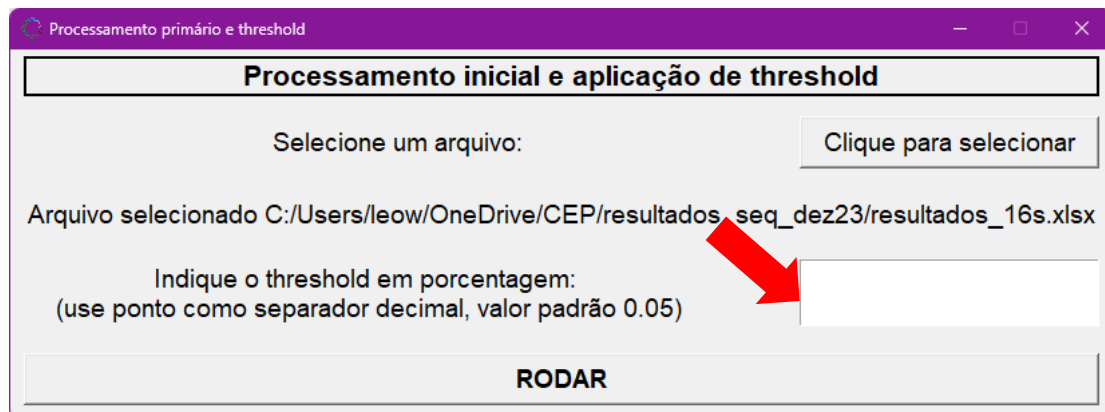 Processamento primário e threshold
Processamento inicial e aplicação de threshold
Selecione um arquivo:
Clique para selecionar
Arquivo selecionado C:/Users/leow/OneDrive/CEP/resultados_seq_dez23/resultados_16s.xlsx
Indique o threshold em porcentagem:
(use ponto como separador decimal, valor padrão 0.05)
RODAR